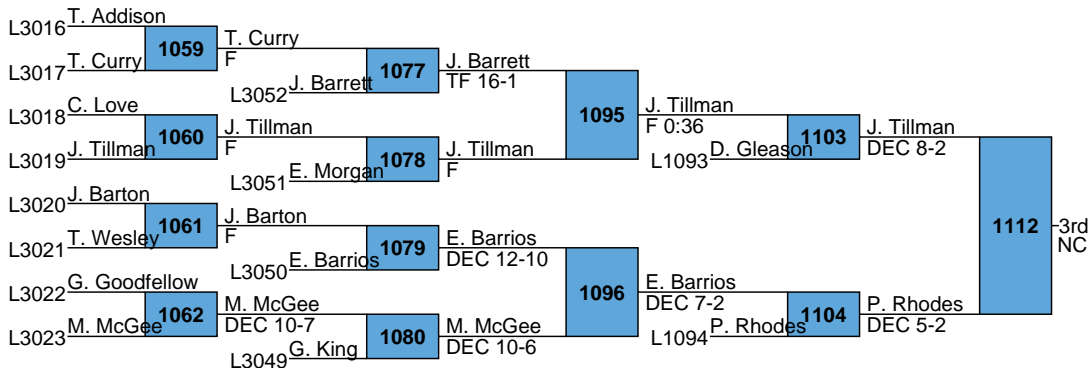 L3016 T. Addison
1059
T. Curry
F
L3017 T. Curry
1077
J. Barrett
TF 16-1
L3052 J. Barrett
L3018 C. Love
1060
J. Tillman
F
L3019 J. Tillman
1078
J. Tillman
F
L3051 E. Morgan
1095
J. Tillman
F 0:36
L1093 D. Gleason
1103
J. Tillman
DEC 8-2
L3020 J. Barton
1061
J. Barton
F
L3021 T. Wesley
1079
E. Barrios
DEC 12-10
L3050 E. Barrios
L3022 G. Goodfellow
1062
M. McGee
DEC 10-7
L3023 M. McGee
1080
M. McGee
DEC 10-6
L3049 G. King
1096
E. Barrios
DEC 7-2
L1094 P. Rhodes
1104
P. Rhodes
DEC 5-2
1112
3rd
NC